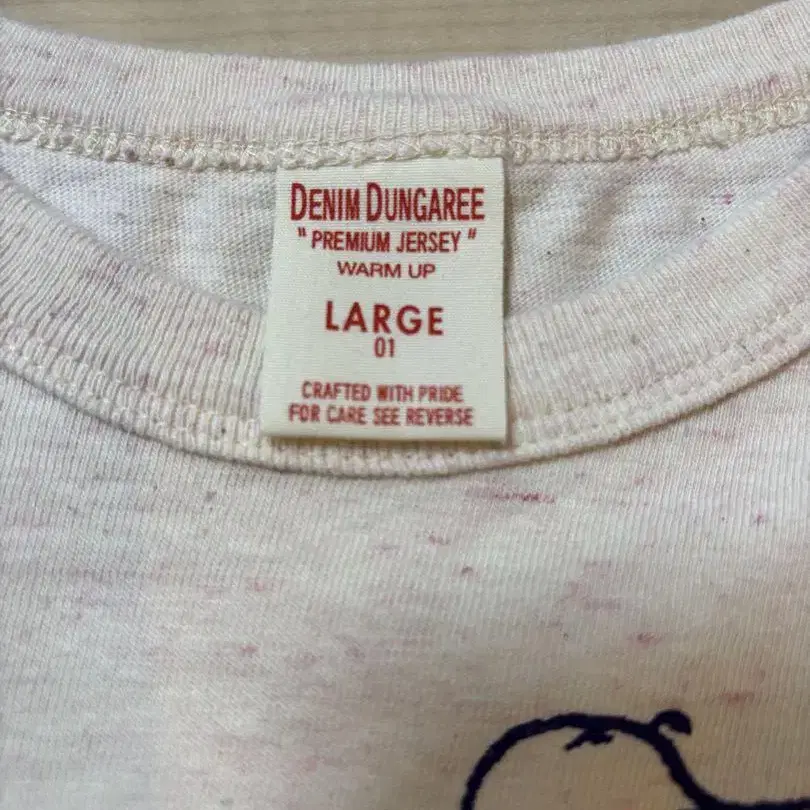 DENIM DUNGAREE
" PREMIUM JERSEY "
WARM UP
LARGE
01
CRAFTED WITH PRIDE
FOR CARE SEE REVERSE